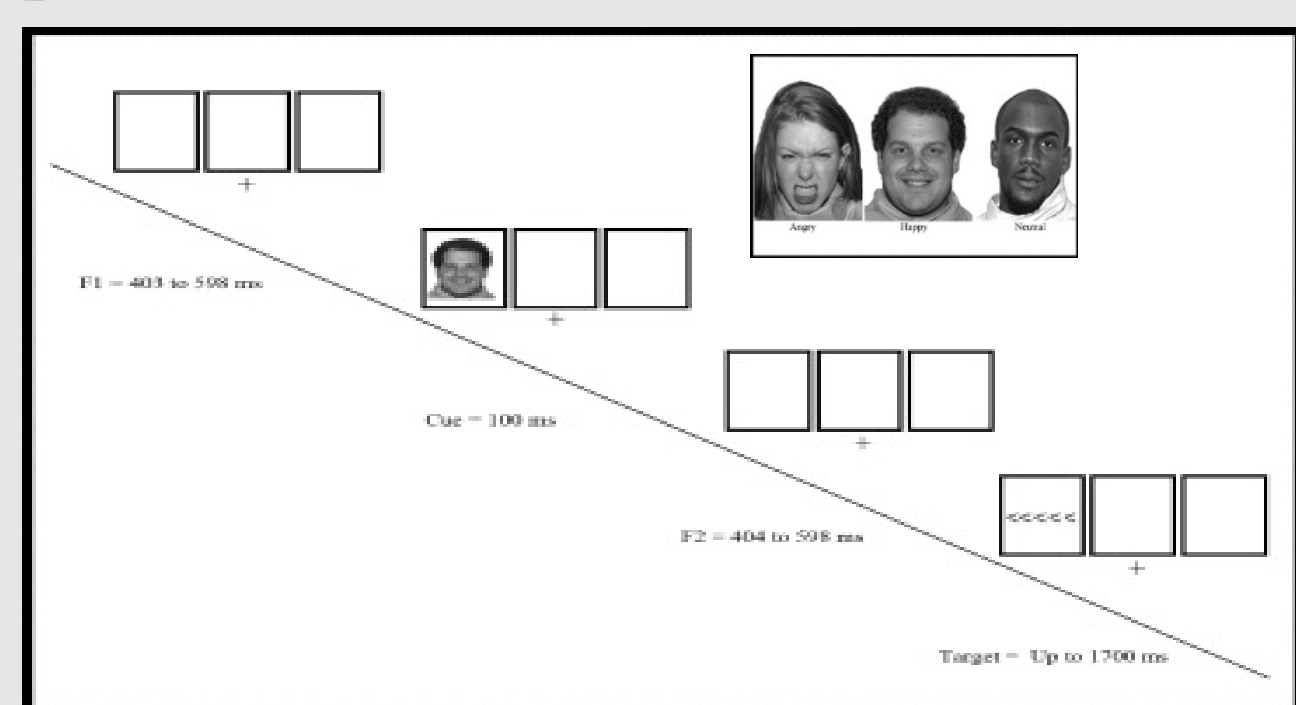 +
Angry Happy Neutral
F1 = 403 to 598 ms
+
Cue = 100 ms
+
<<<<<
F2 = 404 to 598 ms
+
Target = Up to 1700 ms